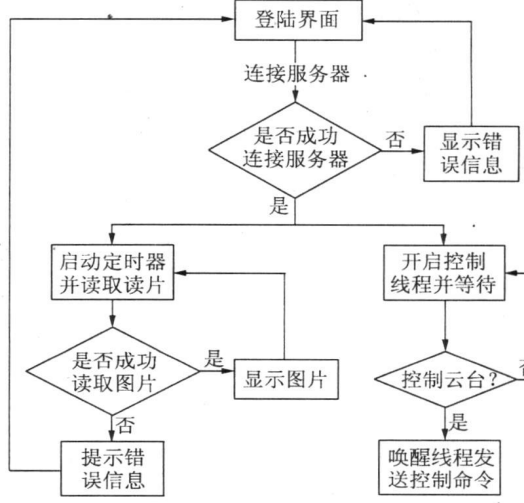 登陆界面
连接服务器
是否成功
连接服务器
否
显示错
误信息
是
启动定时器
并读取读片
开启控制
线程并等待
是否成功
读取图片
是
显示图片
控制云台?
否
是
提示错
误信息
唤醒线程发
送控制命令